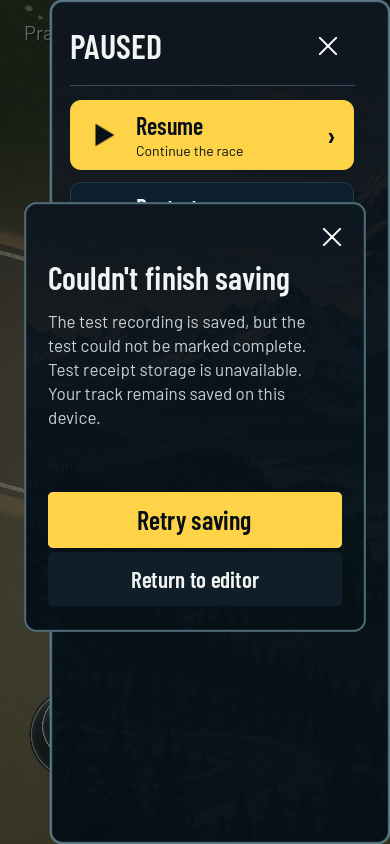 PAUSED
Resume
Continue the race
Couldn't finish saving
The test recording is saved, but the
test could not be marked complete.
Test receipt storage is unavailable.
Your track remains saved on this
device.
Retry saving
Return to editor